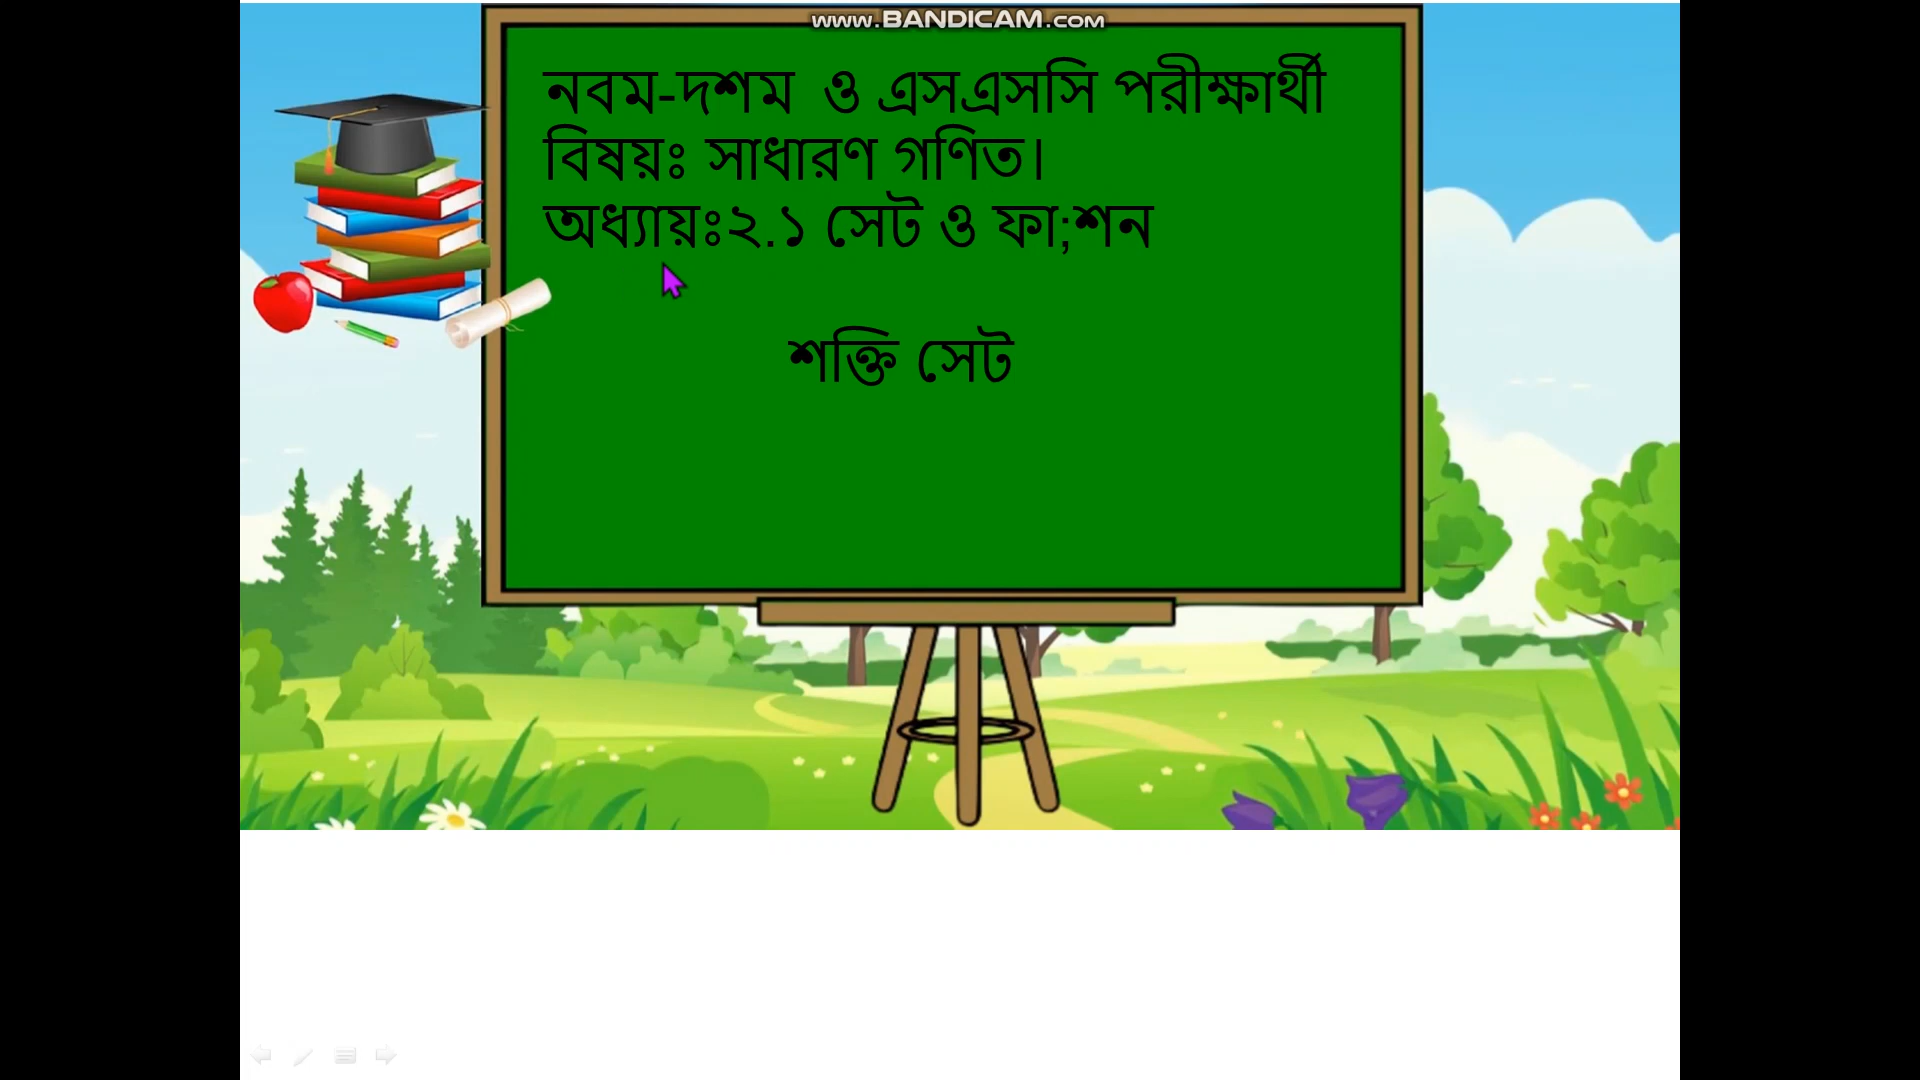 www.BANDICAM.com
নবম-দশম ও এসএসসি পরীক্ষার্থী
বিষয়ঃ সাধারণ গণিত।
অধ্যায়ঃ২.১ সেট ও ফা;শন
শক্তি সেট